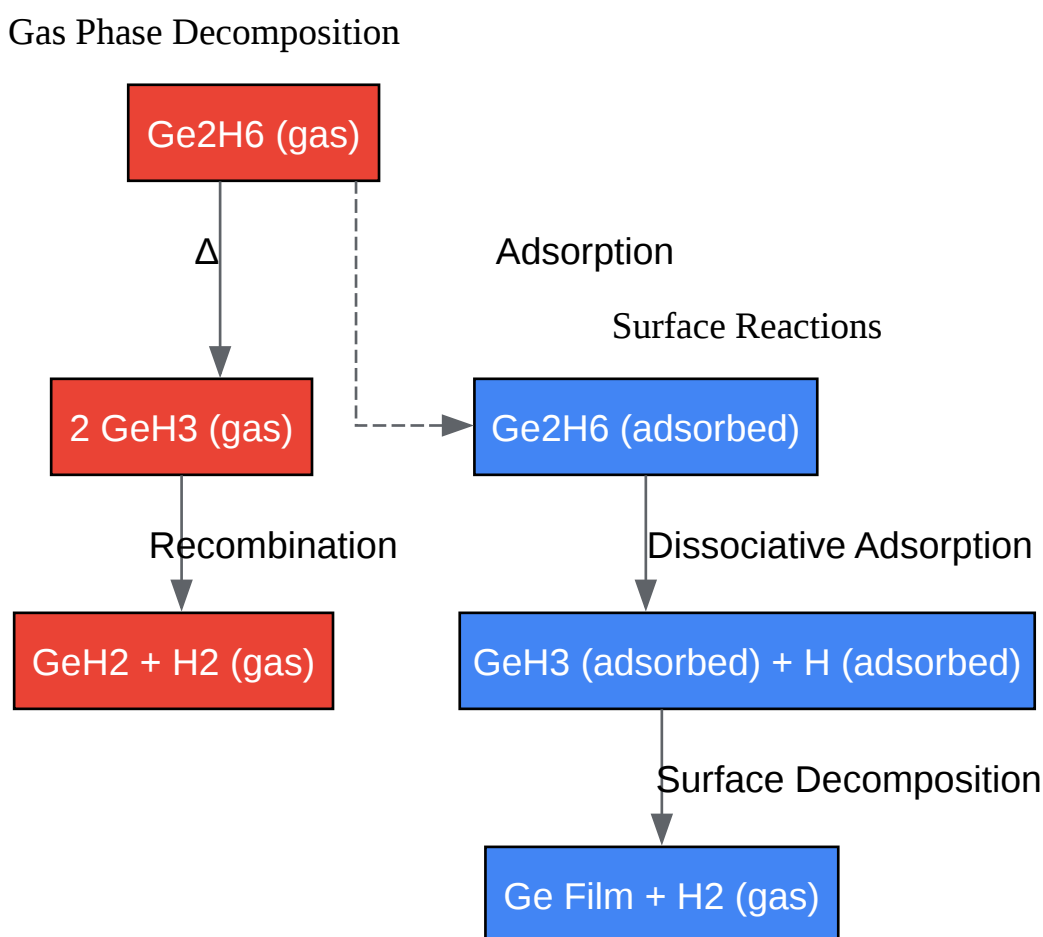 Gas Phase Decomposition
Ge2H6 (gas)
Δ
Adsorption
Surface Reactions
2 GeH3 (gas)
Ge2H6 (adsorbed)
Recombination
Dissociative Adsorption
GeH2 + H2 (gas)
GeH3 (adsorbed) + H (adsorbed)
Surface Decomposition
Ge Film + H2 (gas)